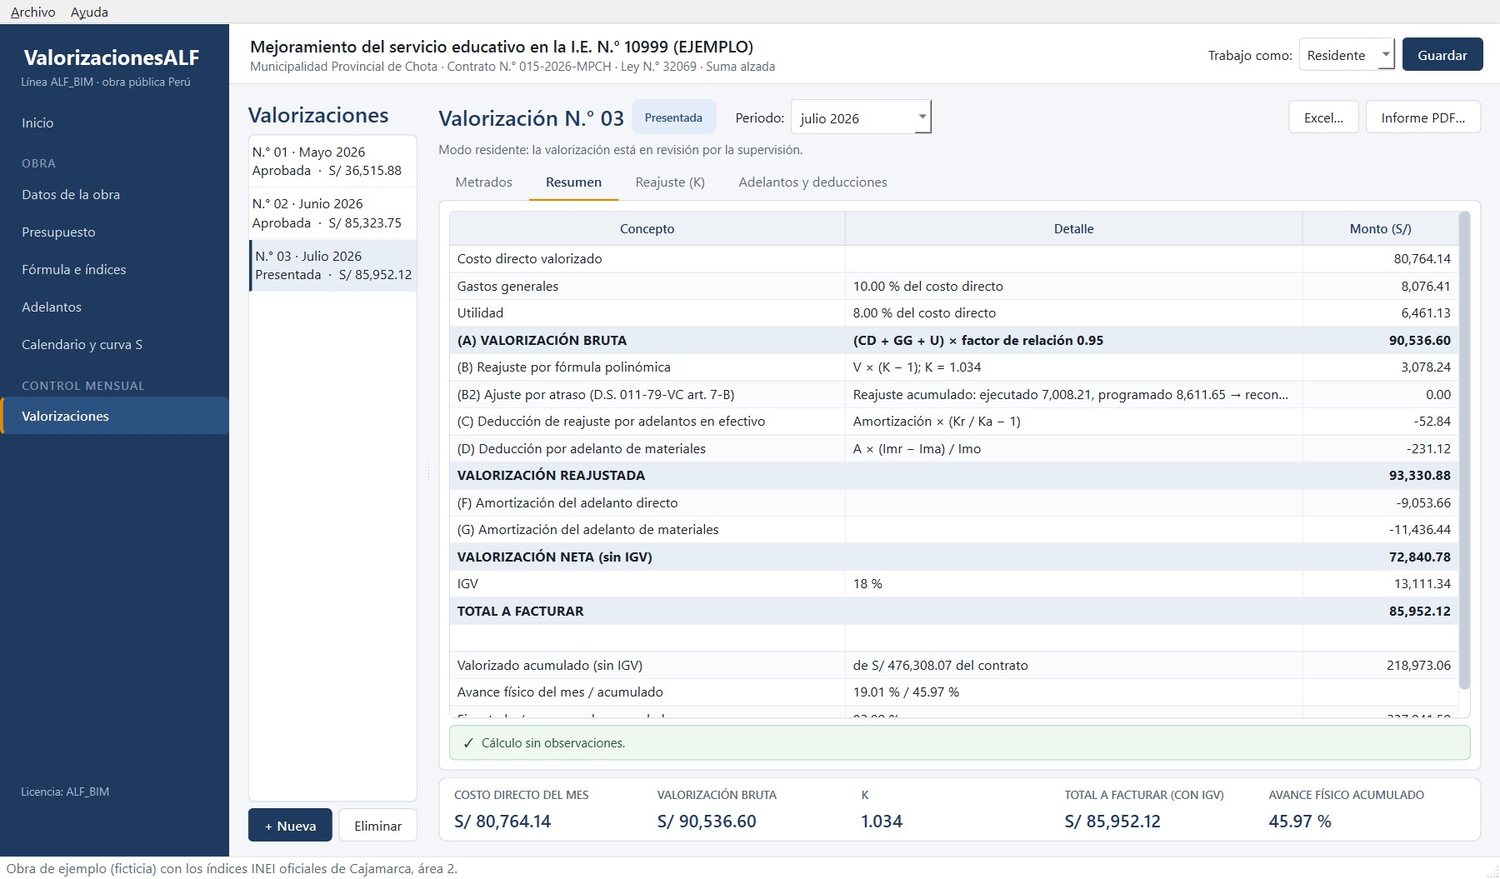 Archivo Ayuda
ValorizacionesALF
Línea ALF_BIM · obra pública Perú
Inicio
OBRA
Datos de la obra
Presupuesto
Fórmula e índices
Adelantos
Calendario y curva S
CONTROL MENSUAL
Valorizaciones
Licencia: ALF_BIM
Mejoramiento del servicio educativo en la I.E. N.° 10999 (EJEMPLO)
Municipalidad Provincial de Chota · Contrato N.° 015-2026-MPCH · Ley N.° 32069 · Suma alzada
Trabajo como: Residente Guardar
Valorizaciones
N.° 01 · Mayo 2026
Aprobada · S/ 36,515.88
N.° 02 · Junio 2026
Aprobada · S/ 85,323.75
N.° 03 · Julio 2026
Presentada · S/ 85,952.12
+ Nueva Eliminar
Valorización N.° 03 Presentada Periodo: julio 2026 Excel... Informe PDF...
Modo residente: la valorización está en revisión por la supervisión.
Metrados Resumen Reajuste (K) Adelantos y deducciones
Concepto Detalle Monto (S/)
Costo directo valorizado 80,764.14
Gastos generales 10.00 % del costo directo 8,076.41
Utilidad 8.00 % del costo directo 6,461.13
(A) VALORIZACIÓN BRUTA (CD + GG + U) × factor de relación 0.95 90,536.60
(B) Reajuste por fórmula polinómica V × (K − 1); K = 1.034 3,078.24
(B2) Ajuste por atraso (D.S. 011-79-VC art. 7-B) Reajuste acumulado: ejecutado 7,008.21, programado 8,611.65 → recon... 0.00
(C) Deducción de reajuste por adelantos en efectivo Amortización × (Kr / Ka − 1) -52.84
(D) Deducción por adelanto de materiales A × (Imr − Ima) / Imo -231.12
VALORIZACIÓN REAJUSTADA 93,330.88
(F) Amortización del adelanto directo -9,053.66
(G) Amortización del adelanto de materiales -11,436.44
VALORIZACIÓN NETA (sin IGV) 72,840.78
IGV 18 % 13,111.34
TOTAL A FACTURAR 85,952.12
Valorizado acumulado (sin IGV) de S/ 476,308.07 del contrato 218,973.06
Avance físico del mes / acumulado 19.01 % / 45.97 %
✓ Cálculo sin observaciones.
COSTO DIRECTO DEL MES VALORIZACIÓN BRUTA K TOTAL A FACTURAR (CON IGV) AVANCE FÍSICO ACUMULADO
S/ 80,764.14 S/ 90,536.60 1.034 S/ 85,952.12 45.97 %
Obra de ejemplo (ficticia) con los índices INEI oficiales de Cajamarca, área 2.